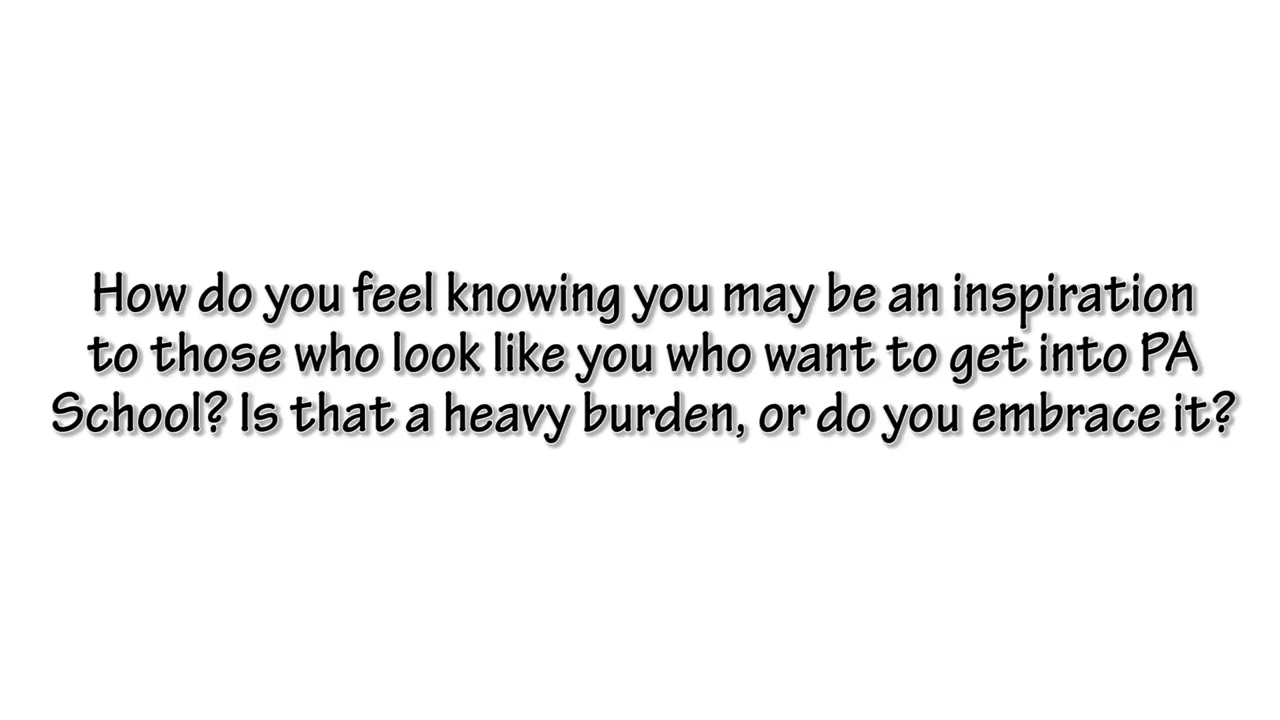 How do you feel knowing you may be an inspiration
to those who look like you who want to get into PA
School? Is that a heavy burden, or do you embrace it?